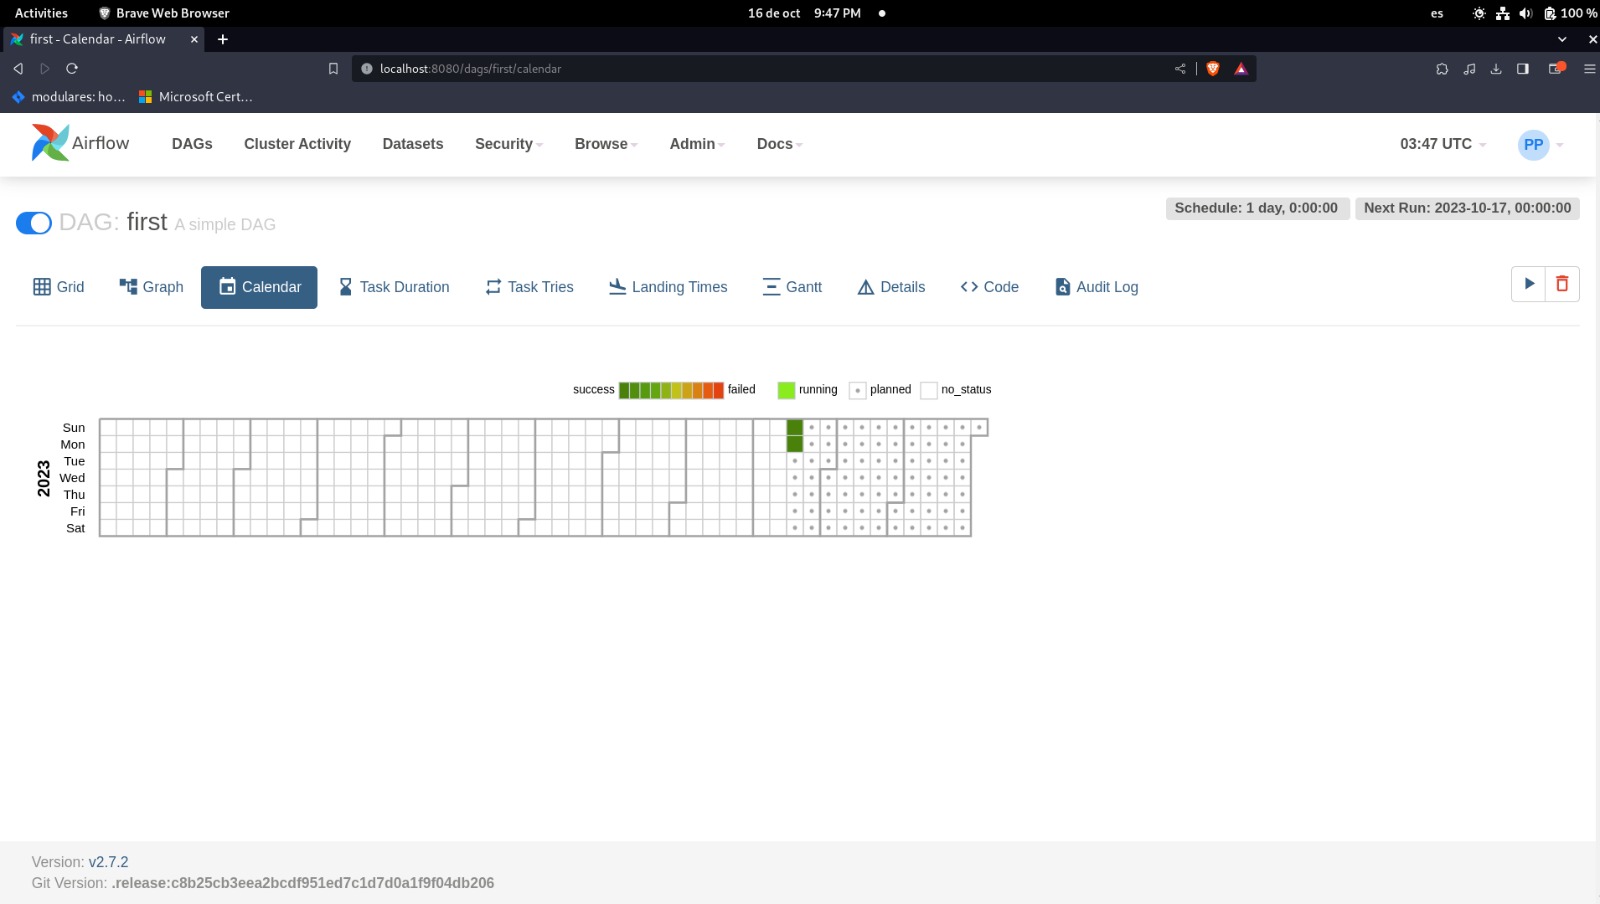 Activities Brave Web Browser 16 de oct 9:47 PM es 100 %
first - Calendar - Airflow
localhost:8080/dags/first/calendar
modulares: ho... Microsoft Cert...
Airflow DAGs Cluster Activity Datasets Security Browse Admin Docs 03:47 UTC PP
DAG: first A simple DAG Schedule: 1 day, 0:00:00 Next Run: 2023-10-17, 00:00:00
Grid Graph Calendar Task Duration Task Tries Landing Times Gantt Details Code Audit Log
success failed running planned no_status
2023
Sun
Mon
Tue
Wed
Thu
Fri
Sat
Version: v2.7.2
Git Version: .release:c8b25cb3eea2bcdf951ed7c1d7d0a1f9f04db206